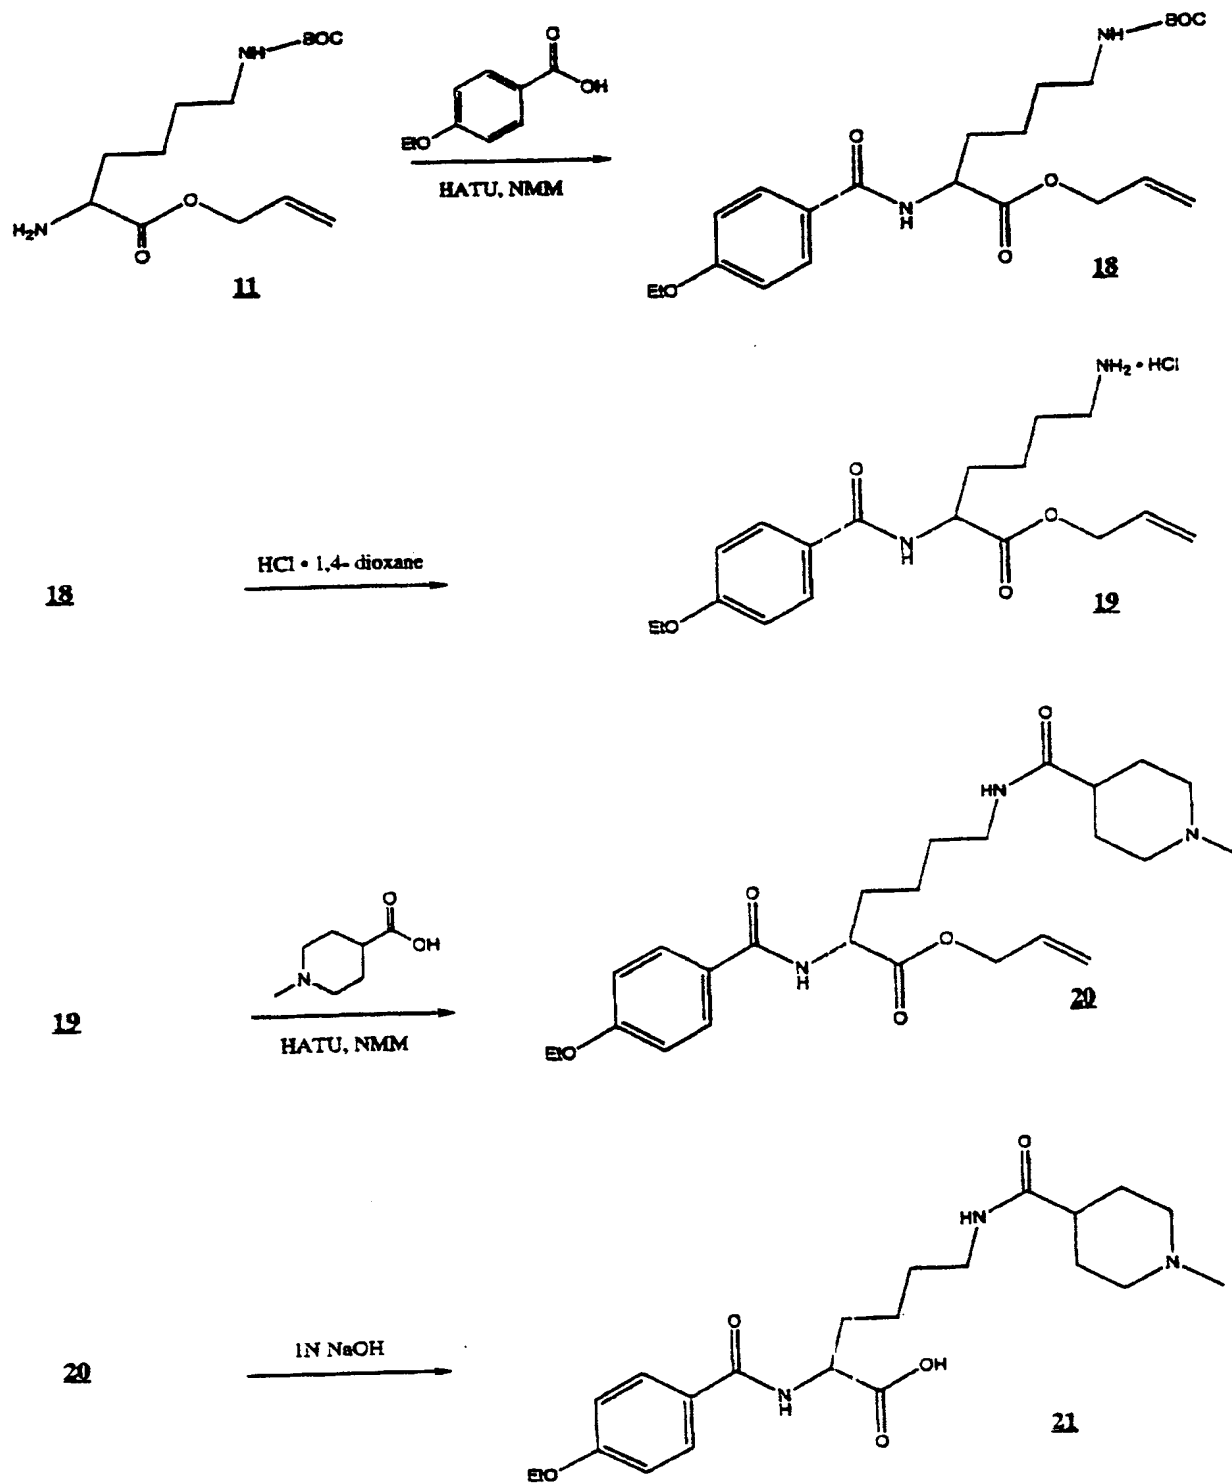 NH—BOC
O
OH
EtO
H₂N
O
O
11
HATU, NMM
NH—BOC
O
N
H
O
O
EtO
18
18
HCl • 1,4- dioxane
NH₂ • HCl
O
N
H
O
O
EtO
19
19
O
OH
N
HATU, NMM
O
HN
N
O
N
H
O
O
EtO
20
20
1N NaOH
O
HN
N
O
N
H
OH
O
EtO
21